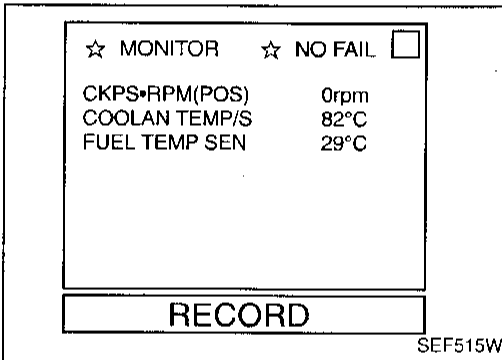 ☆ MONITOR ☆ NO FAIL
CKPS•RPM(POS) 0rpm
COOLAN TEMP/S 82°C
FUEL TEMP SEN 29°C
RECORD
SEF515W